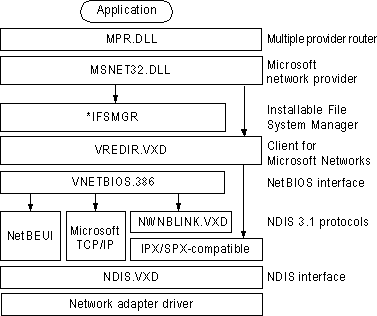 Application
MPR.DLL
Multiple provider router
MSNET32.DLL
Microsoft
network provider
*IFSMGR
Installable File
System Manager
VREDIR.VXD
Client for
Microsoft Networks
VNETBIOS.386
NetBIOS interface
NetBEUI
Microsoft
TCP/IP
NWNBLINK.VXD
IPX/SPX-compatible
NDIS 3.1 protocols
NDIS.VXD
NDIS interface
Network adapter driver